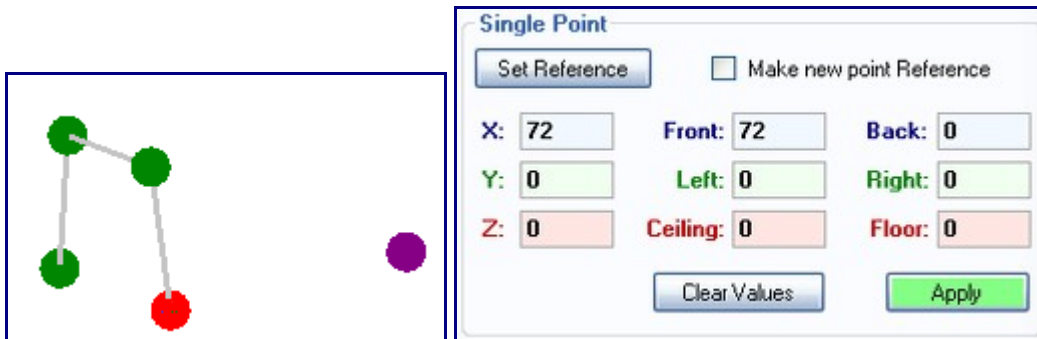 Single Point
Set Reference Make new point Reference
X: 72 Front: 72 Back: 0
Y: 0 Left: 0 Right: 0
Z: 0 Ceiling: 0 Floor: 0
Clear Values Apply